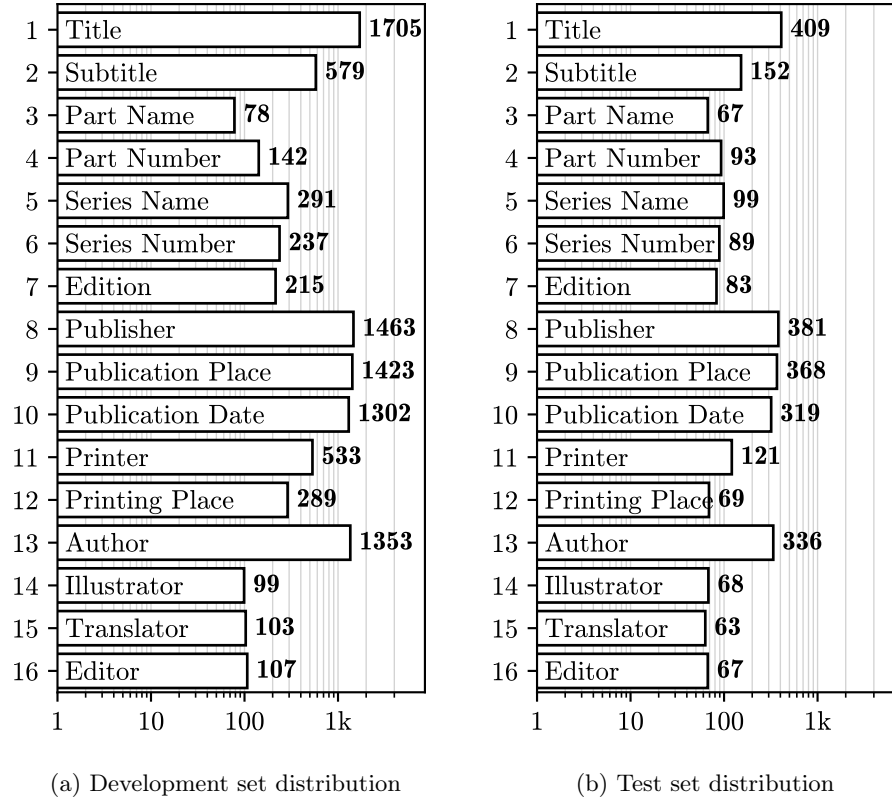 1 Title 1705
2 Subtitle 579
3 Part Name 78
4 Part Number 142
5 Series Name 291
6 Series Number 237
7 Edition 215
8 Publisher 1463
9 Publication Place 1423
10 Publication Date 1302
11 Printer 533
12 Printing Place 289
13 Author 1353
14 Illustrator 99
15 Translator 103
16 Editor 107
1 10 100 1k
(a) Development set distribution
1 Title 409
2 Subtitle 152
3 Part Name 67
4 Part Number 93
5 Series Name 99
6 Series Number 89
7 Edition 83
8 Publisher 381
9 Publication Place 368
10 Publication Date 319
11 Printer 121
12 Printing Place 69
13 Author 336
14 Illustrator 68
15 Translator 63
16 Editor 67
1 10 100 1k
(b) Test set distribution